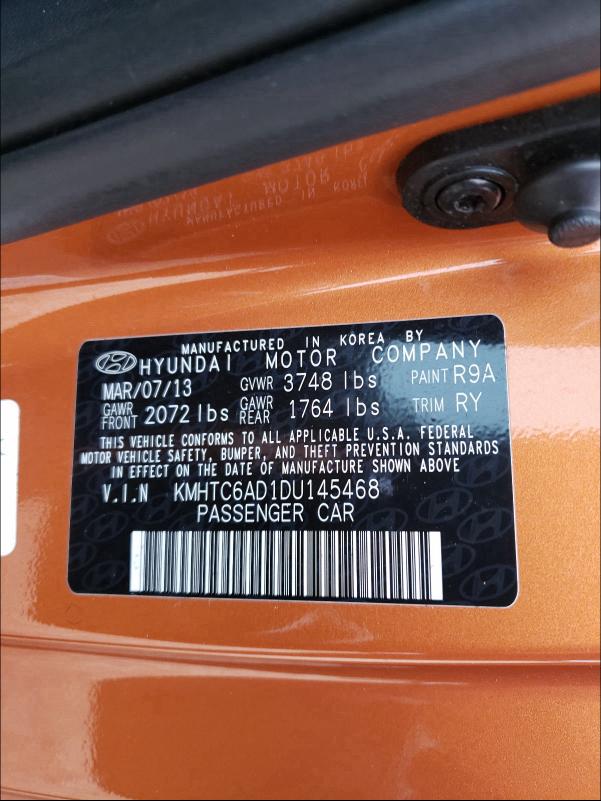 MANUFACTURED IN KOREA BY
HYUNDAI MOTOR COMPANY
MAR/07/13 GVWR 3748 lbs PAINT R9A
GAWR FRONT 2072 lbs GAWR REAR 1764 lbs TRIM RY
THIS VEHICLE CONFORMS TO ALL APPLICABLE U.S.A. FEDERAL
MOTOR VEHICLE SAFETY, BUMPER, AND THEFT PREVENTION STANDARDS
IN EFFECT ON THE DATE OF MANUFACTURE SHOWN ABOVE
V.I.N KMHTC6AD1DU145468
PASSENGER CAR